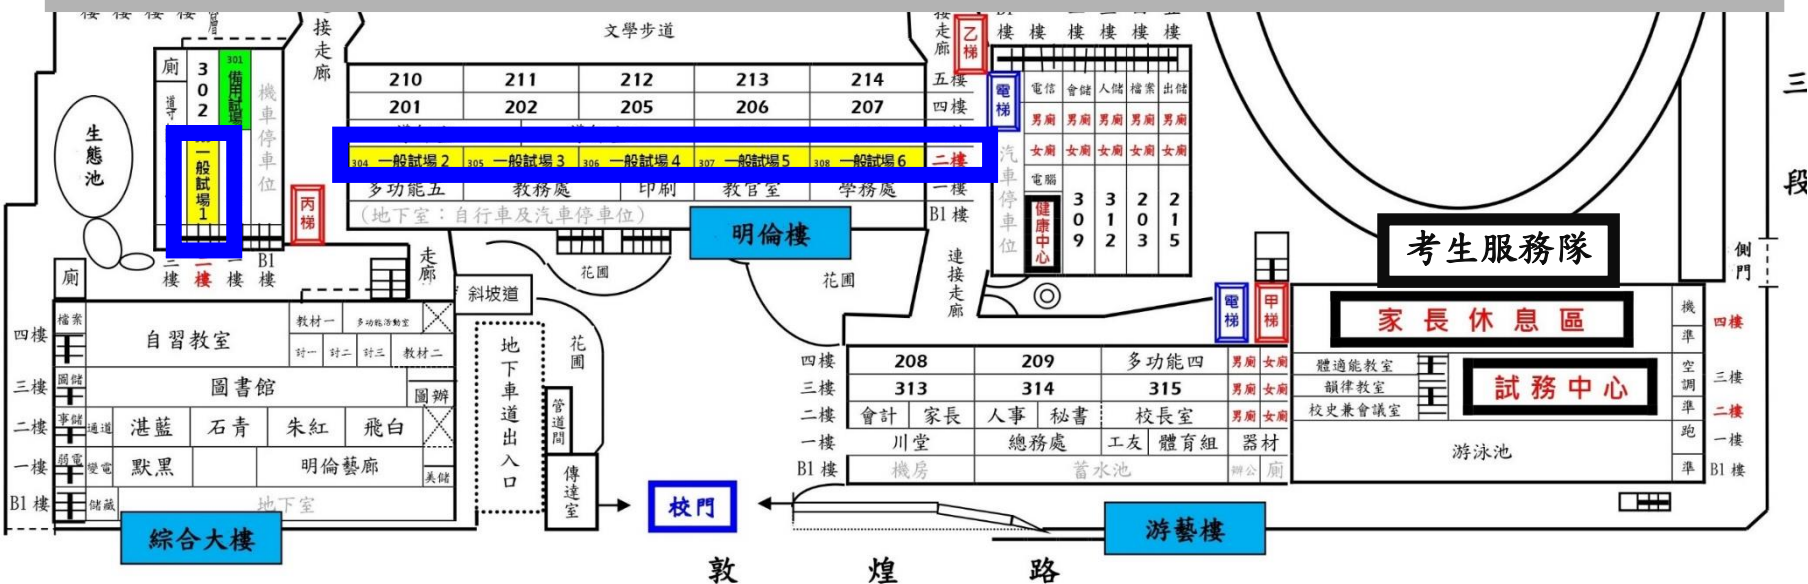 文學步道
連接走廊
連接走廊
乙梯
廁
302
301 備用試場
機車停車位
生態池
一般試場1
丙梯
三樓 二樓 一樓 B1樓
210 211 212 213 214 五樓
201 202 205 206 207 四樓
304 一般試場2 305 一般試場3 306 一般試場4 307 一般試場5 308 一般試場6 二樓
多功能五 教務處 印刷 教官室 學務處 一樓
(地下室：自行車及汽車停車位) B1樓
明倫樓
電梯
電信 會儲 人儲 檔案 出儲
男廁 男廁 男廁 男廁 男廁
女廁 女廁 女廁 女廁 女廁
電腦
汽車停車位
健康中心
309
312
203
215
三
段
考生服務隊
側門
走廊
花圃
花圃
連接走廊
斜坡道
廁
檔案
四樓 自習教室 教材一 多功能活動室
討一 討二 討三 教材二
三樓 圖儲 圖書館 圖辦
二樓 事儲 通道 湛藍 石青 朱紅 飛白
一樓 弱電 變電 默黑 明倫藝廊 美儲
B1樓 儲藏 地下室
綜合大樓
地下車道出入口
花圃
管道間
傳達室
校門
電梯
甲梯
四樓 208 209 多功能四 男廁 女廁
三樓 313 314 315 男廁 女廁
二樓 會計 家長 人事 秘書 校長室 男廁 女廁
一樓 川堂 總務處 工友 體育組 器材
B1樓 機房 蓄水池 辦公 廁
游藝樓
家長休息區 機 四樓
準
體適能教室 空
韻律教室 試務中心 調 三樓
校史兼會議室 準 二樓
游泳池 跑 一樓
準 B1樓
敦煌路